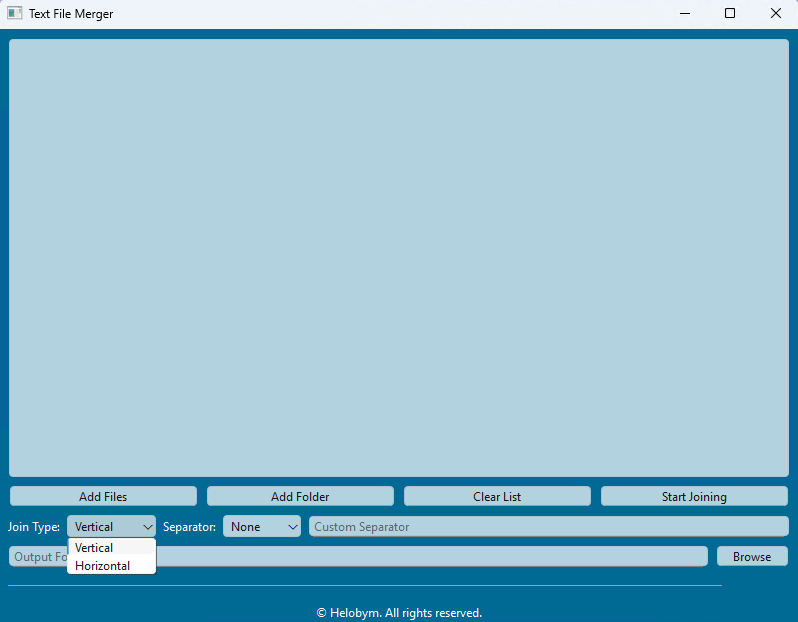 Text File Merger
Add Files
Add Folder
Clear List
Start Joining
Join Type:
Vertical
Separator:
None
Custom Separator
Vertical
Horizontal
Output Fo
Browse
© Helobym. All rights reserved.